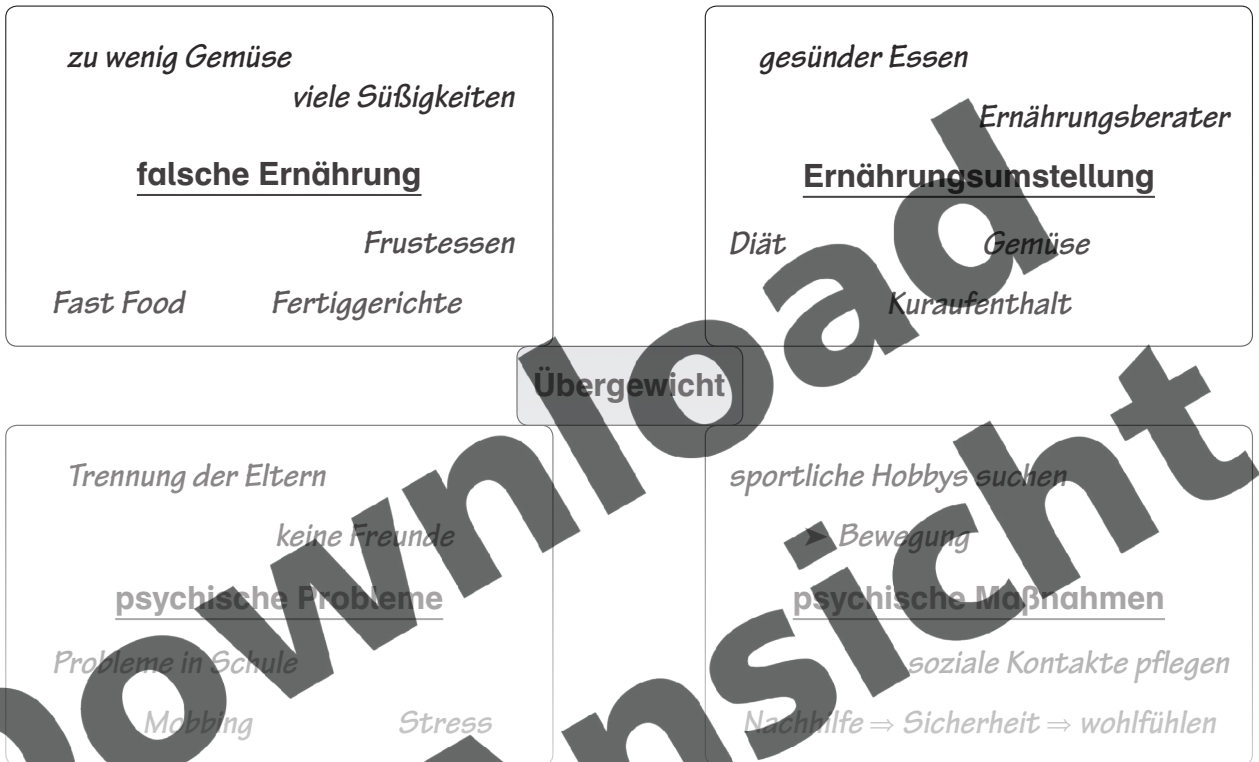 zu wenig Gemüse
viele Süßigkeiten
falsche Ernährung
Frustessen
Fast Food Fertiggerichte
gesünder Essen
Ernährungsberater
Ernährungsumstellung
Diät Gemüse
Kuraufenthalt
Übergewicht
Trennung der Eltern
keine Freunde
psychische Probleme
Probleme in Schule
Mobbing Stress
sportliche Hobbys suchen
➤ Bewegung
psychische Maßnahmen
soziale Kontakte pflegen
Nachhilfe ⇒ Sicherheit ⇒ wohlfühlen
Download
Ansicht